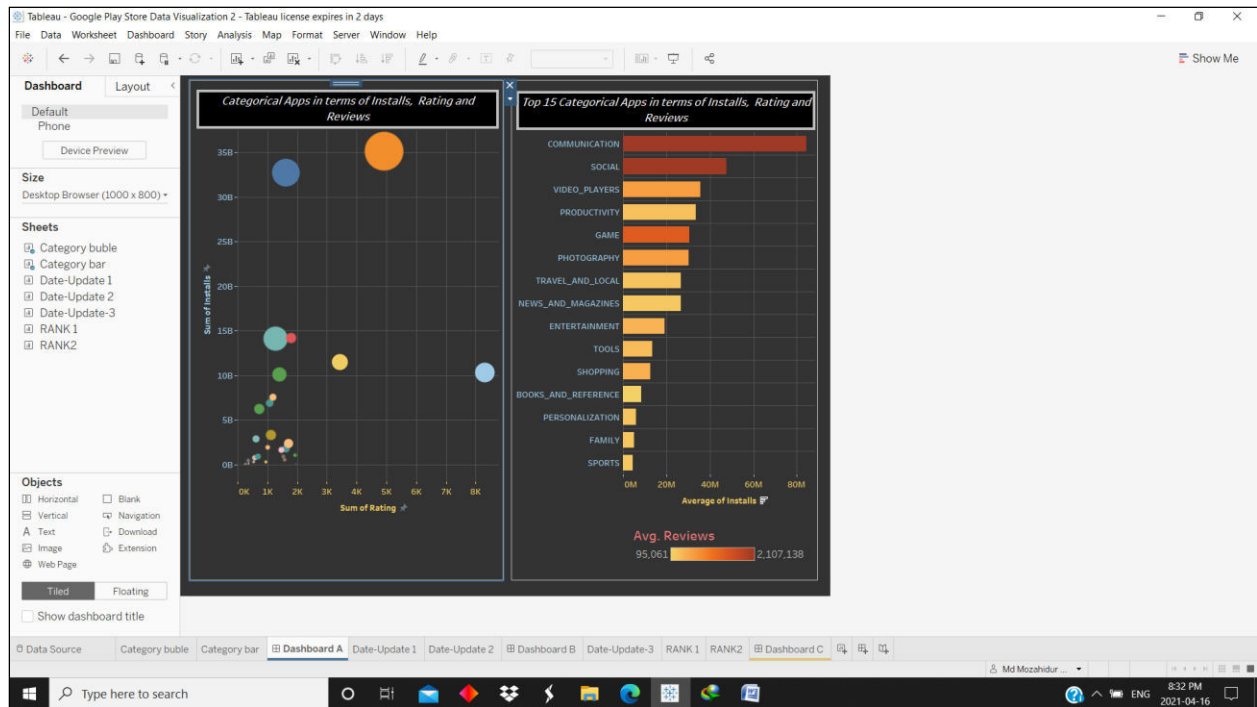 Tableau - Google Play Store Data Visualization 2 - Tableau license expires in 2 days
File Data Worksheet Dashboard Story Analysis Map Format Server Window Help
Show Me
Dashboard Layout
Default
Phone
Device Preview
Size
Desktop Browser (1000 x 800)
Sheets
Category buble
Category bar
Date-Update 1
Date-Update 2
Date-Update-3
RANK 1
RANK2
Objects
Horizontal Blank
Vertical Navigation
A Text Download
Image Extension
Web Page
Tiled Floating
Show dashboard title
Categorical Apps in terms of Installs, Rating and
Reviews
35B
30B
25B
20B
15B
10B
5B
0B
Sum of Installs
0K 1K 2K 3K 4K 5K 6K 7K 8K
Sum of Rating
Top 15 Categorical Apps in terms of Installs, Rating and
Reviews
COMMUNICATION
SOCIAL
VIDEO_PLAYERS
PRODUCTIVITY
GAME
PHOTOGRAPHY
TRAVEL_AND_LOCAL
NEWS_AND_MAGAZINES
ENTERTAINMENT
TOOLS
SHOPPING
BOOKS_AND_REFERENCE
PERSONALIZATION
FAMILY
SPORTS
0M 20M 40M 60M 80M
Average of Installs
Avg. Reviews
95,061 2,107,138
Data Source Category buble Category bar Dashboard A Date-Update 1 Date-Update 2 Dashboard B Date-Update-3 RANK 1 RANK2 Dashboard C
Md Mozahidur ...
Type here to search
ENG
8:32 PM
2021-04-16